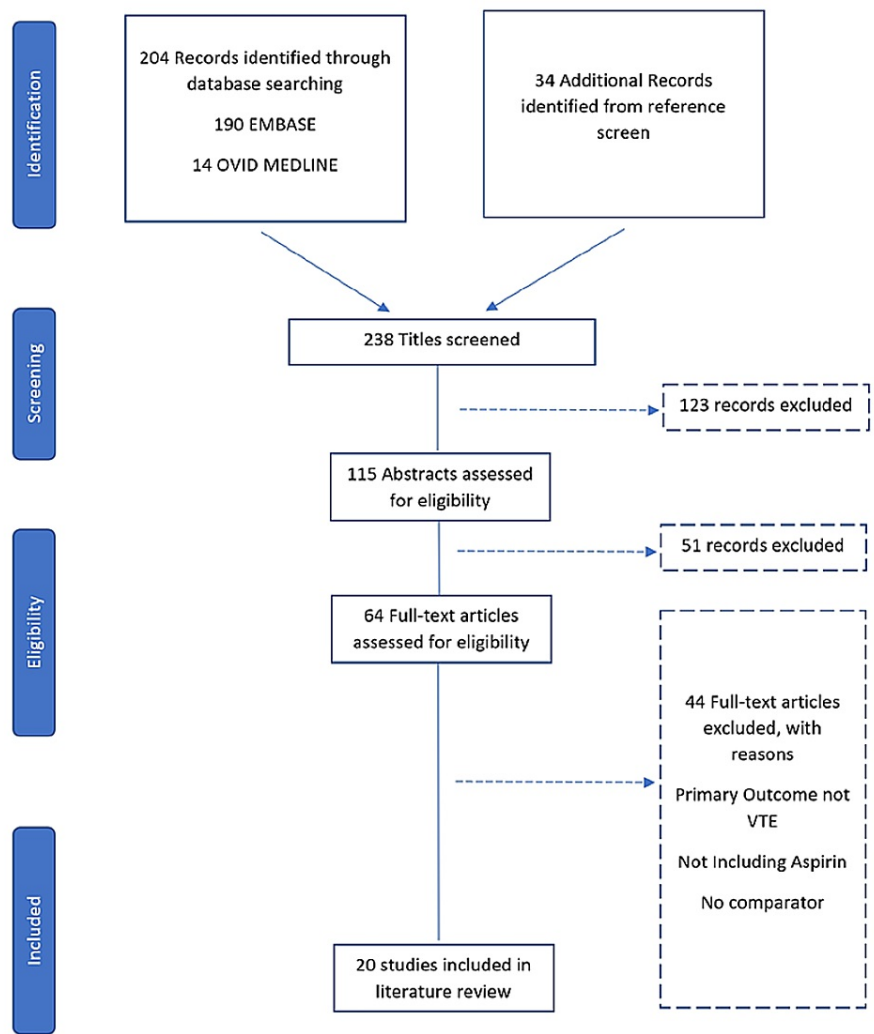 Identification
204 Records identified through
database searching
190 EMBASE
14 OVID MEDLINE
34 Additional Records
identified from reference
screen
Screening
238 Titles screened
123 records excluded
115 Abstracts assessed
for eligibility
Eligibility
51 records excluded
64 Full-text articles
assessed for eligibility
44 Full-text articles
excluded, with
reasons
Primary Outcome not
VTE
Not Including Aspirin
No comparator
Included
20 studies included in
literature review